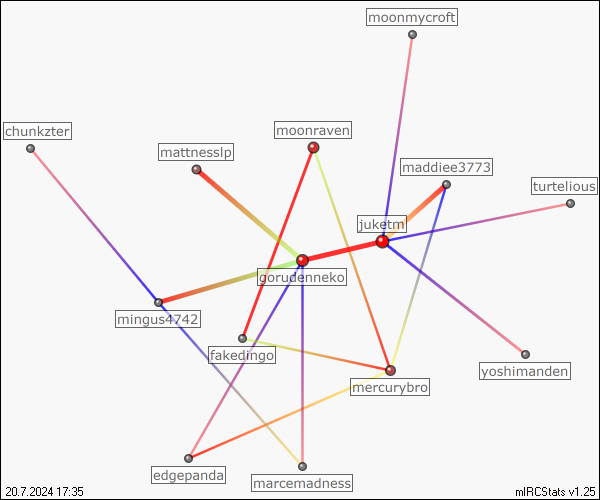 moonmycroft
chunkzter
moonraven
mattnesslp
maddiee3773
turtelious
juketm
gorudenneko
mingus4742
fakedingo
yoshimanden
mercurybro
edgepanda
marcemadness
20.7.2024 17:35
mIRCStats v1.25